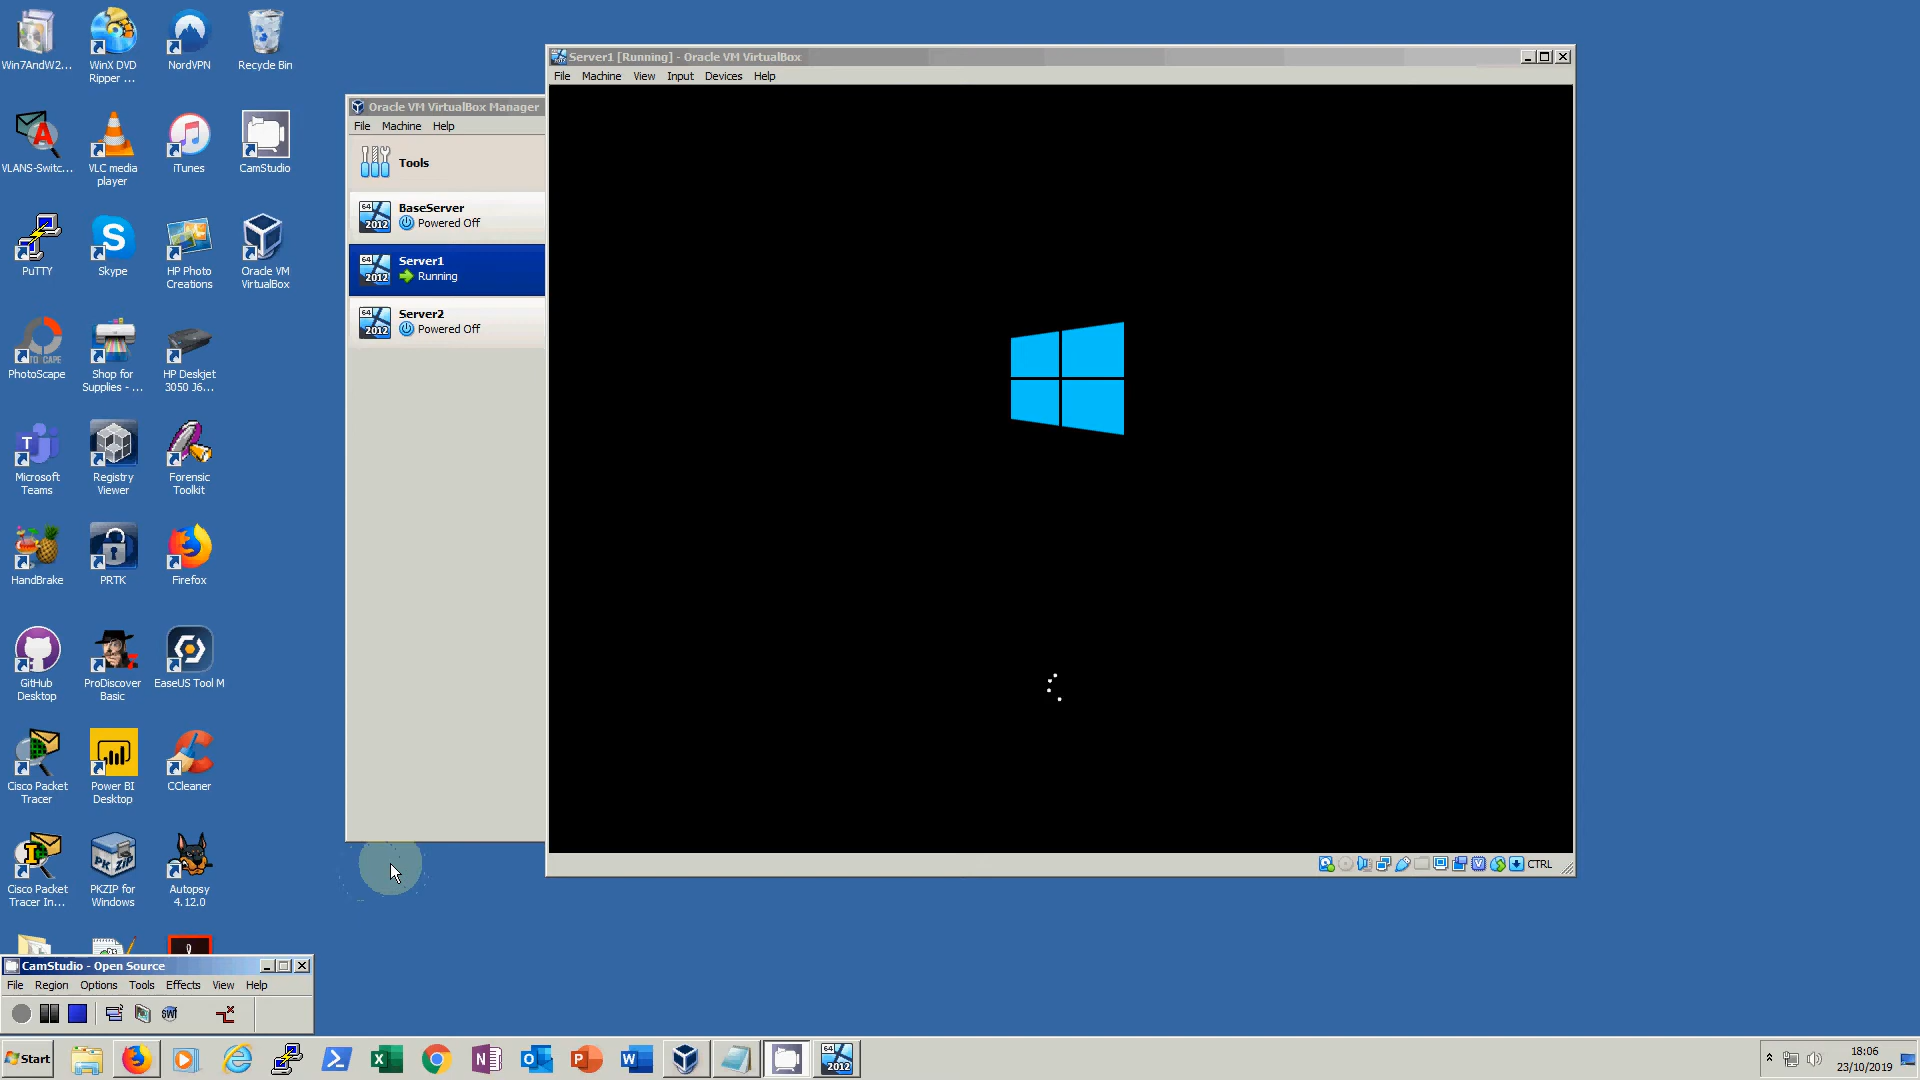 Win7AndW2...
WinX DVD
Ripper ...
NordVPN
Recycle Bin
VLANS-Switc...
VLC media
player
iTunes
CamStudio
PuTTY
Skype
HP Photo
Creations
Oracle VM
VirtualBox
PhotoScape
Shop for
Supplies - ...
HP Deskjet
3050 J6...
Microsoft
Teams
Registry
Viewer
Forensic
Toolkit
HandBrake
PRTK
Firefox
GitHub
Desktop
ProDiscover
Basic
EaseUS Tool M
Cisco Packet
Tracer
Power BI
Desktop
CCleaner
Cisco Packet
Tracer In...
PKZIP for
Windows
Autopsy
4.12.0
Oracle VM VirtualBox Manager
File Machine Help
Tools
BaseServer
Powered Off
Server1
Running
Server2
Powered Off
Server1 [Running] - Oracle VM VirtualBox
File Machine View Input Devices Help
CTRL
CamStudio - Open Source
File Region Options Tools Effects View Help
Start
18:06
23/10/2019